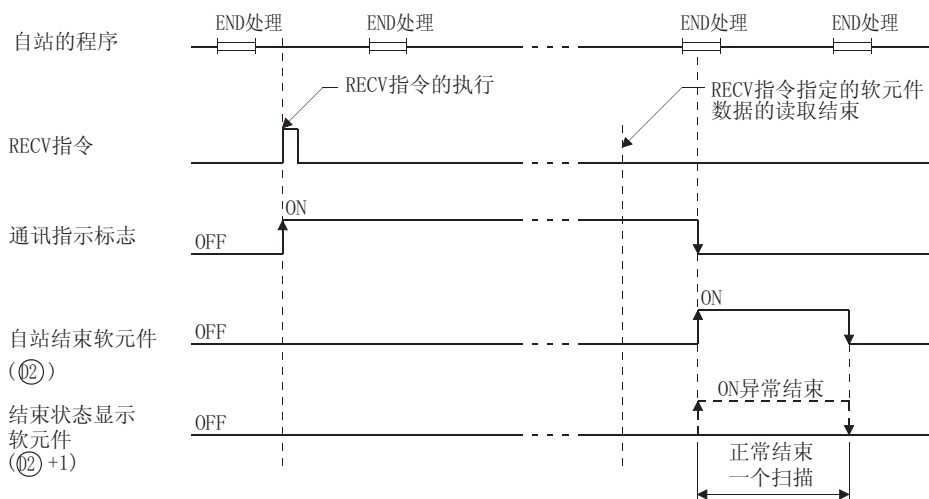 END处理
END处理
END处理
END处理
自站的程序
RECV指令的执行
RECV指令指定的软元件
数据的读取结束
RECV指令
ON
通讯指示标志
OFF
ON
自站结束软元件
OFF
(D2)
ON异常结束
结束状态显示
OFF
软元件
(D2 +1)
正常结束
一个扫描